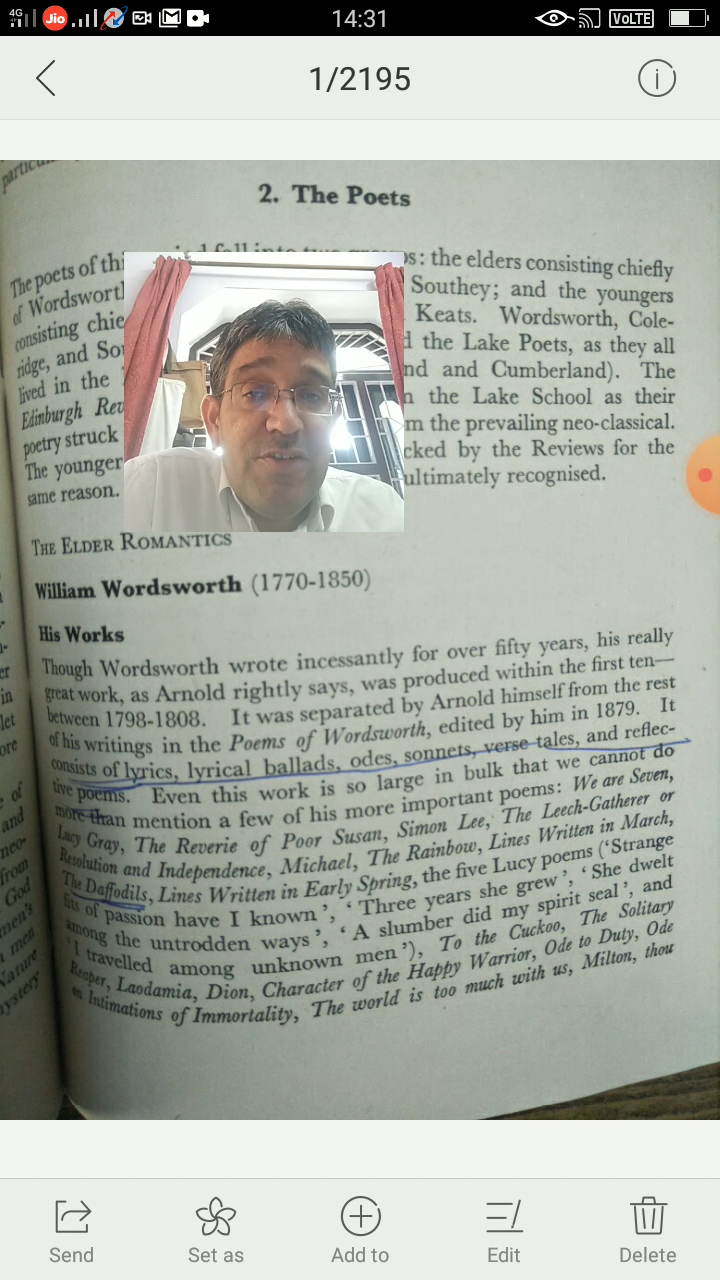 4G Jio 14:31 VoLTE
1/2195
2. The Poets
The poets of : the elders consisting chiefly
of Southey; and the youngers
consisting Keats. Wordsworth, Cole-
ridge, and the Lake Poets, as they all
lived in the and Cumberland). The
Edinburgh the Lake School as their
poetry struck the prevailing neo-classical.
The younger by the Reviews for the
same reason. ultimately recognised.
THE ELDER ROMANTICS
William Wordsworth (1770-1850)
His Works
Though Wordsworth wrote incessantly for over fifty years, his really
great work, as Arnold rightly says, was produced within the first ten—
between 1798-1808. It was separated by Arnold himself from the rest
of his writings in the Poems of Wordsworth, edited by him in 1879. It
consists of lyrics, lyrical ballads, odes, sonnets, verse tales, and reflec-
tive poems. Even this work is so large in bulk that we cannot do
more than mention a few of his more important poems: We are Seven,
Lucy Gray, The Reverie of Poor Susan, Simon Lee, The Leech-Gatherer or
Resolution and Independence, Michael, The Rainbow, Lines Written in March,
The Daffodils, Lines Written in Early Spring, the five Lucy poems (‘Strange
fits of passion have I known’, ‘Three years she grew’, ‘She dwelt
among the untrodden ways’, ‘A slumber did my spirit seal’, and
‘I travelled among unknown men’), To the Cuckoo, The Solitary
Reaper, Laodamia, Dion, Character of the Happy Warrior, Ode to Duty, Ode
on Intimations of Immortality, The world is too much with us, Milton, thou
Send Set as Add to Edit Delete